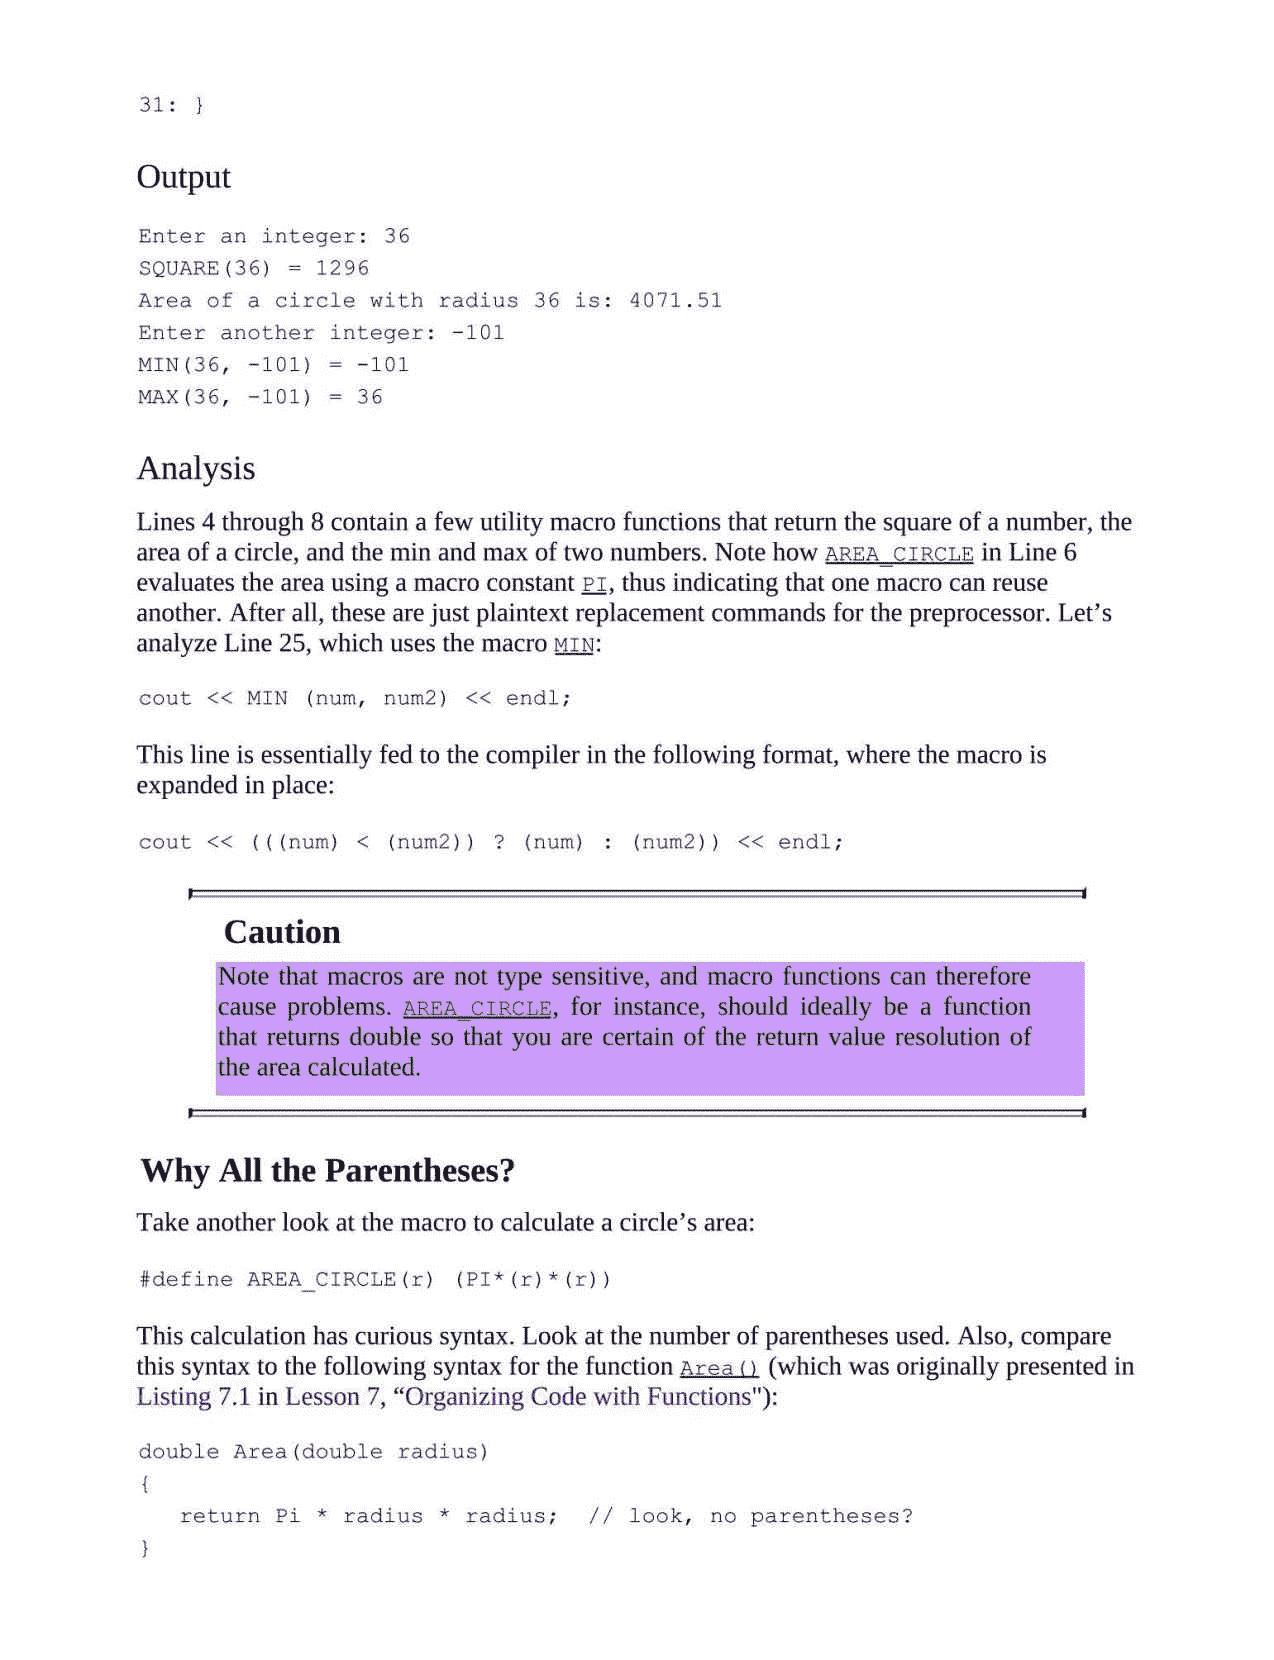 31: }
Output
Enter an integer: 36
SQUARE(36) = 1296
Area of a circle with radius 36 is: 4071.51
Enter another integer: -101
MIN(36, -101) = -101
MAX(36, -101) = 36
Analysis
Lines 4 through 8 contain a few utility macro functions that return the square of a number, the
area of a circle, and the min and max of two numbers. Note how AREA_CIRCLE in Line 6
evaluates the area using a macro constant PI, thus indicating that one macro can reuse
another. After all, these are just plaintext replacement commands for the preprocessor. Let’s
analyze Line 25, which uses the macro MIN:
cout << MIN (num, num2) << endl;
This line is essentially fed to the compiler in the following format, where the macro is
expanded in place:
cout << (((num) < (num2)) ? (num) : (num2)) << endl;
Caution
Note that macros are not type sensitive, and macro functions can therefore
cause problems. AREA_CIRCLE, for instance, should ideally be a function
that returns double so that you are certain of the return value resolution of
the area calculated.
Why All the Parentheses?
Take another look at the macro to calculate a circle’s area:
#define AREA_CIRCLE(r) (PI*(r)*(r))
This calculation has curious syntax. Look at the number of parentheses used. Also, compare
this syntax to the following syntax for the function Area() (which was originally presented in
Listing 7.1 in Lesson 7, “Organizing Code with Functions"):
double Area(double radius)
{
   return Pi * radius * radius;  // look, no parentheses?
}